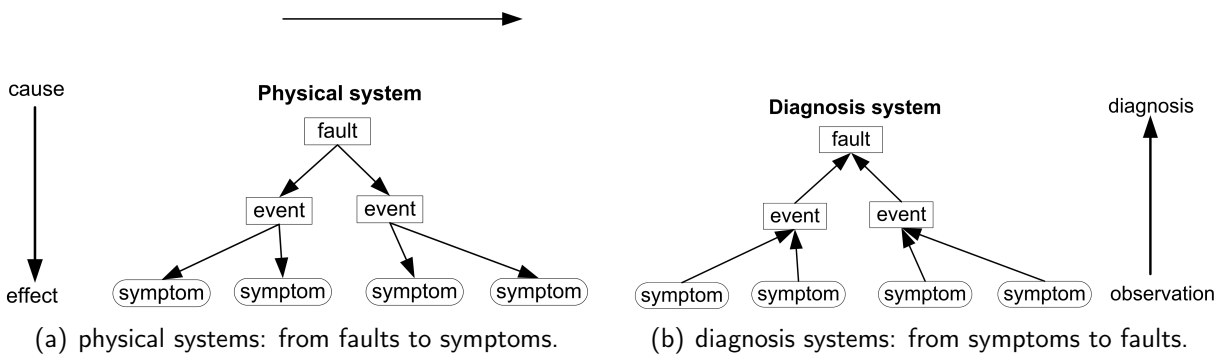 cause
Physical system
fault
event event
symptom symptom symptom symptom
effect
(a) physical systems: from faults to symptoms.
Diagnosis system
diagnosis
fault
event event
symptom symptom symptom symptom
observation
(b) diagnosis systems: from symptoms to faults.